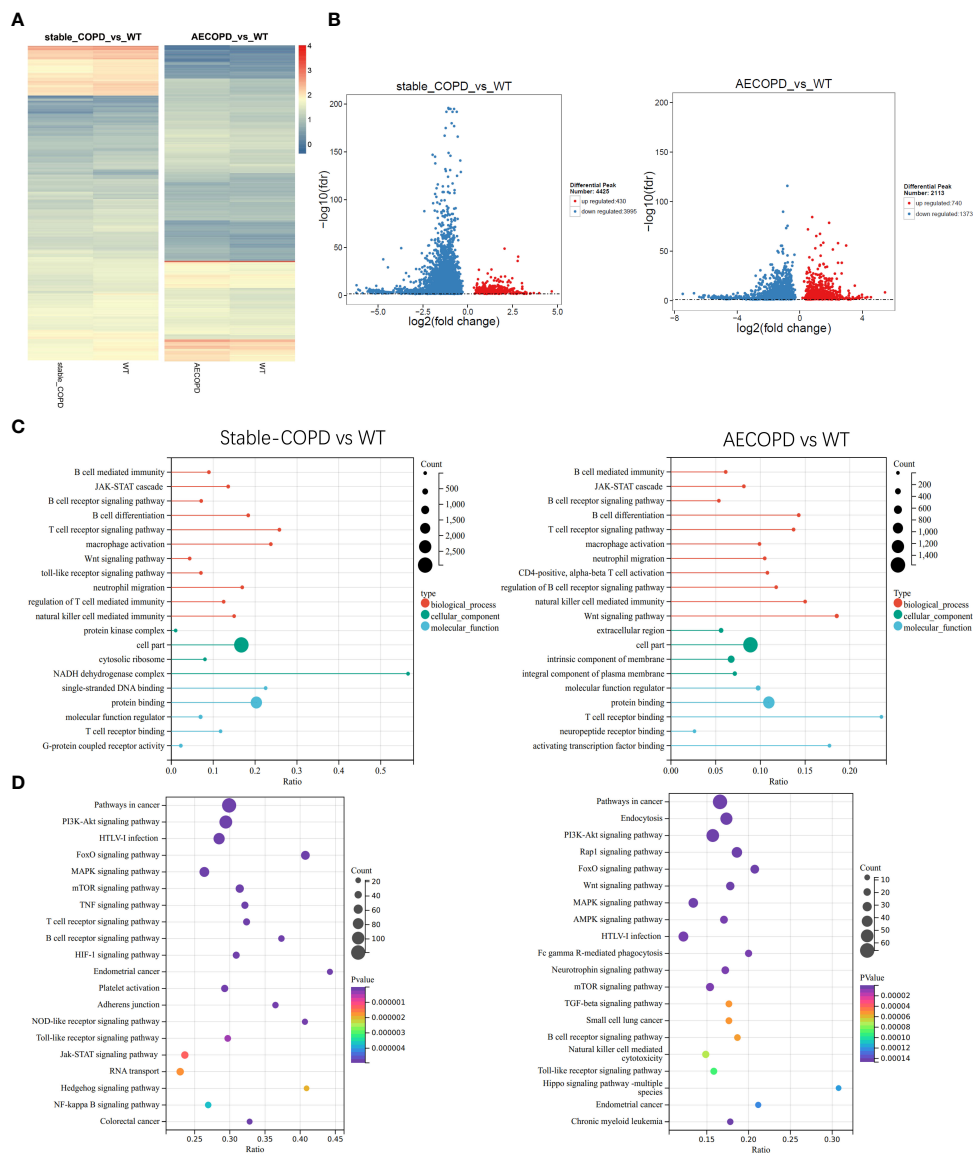 A
stable_COPD_vs_WT
AECOPD_vs_WT
4
3
2
1
0
stable_COPD
WT
AECOPD
WT
B
stable_COPD_vs_WT
200
150
100
50
0
−log10(fdr)
−5.0
−2.5
0.0
2.5
5.0
log2(fold change)
Differential Peak
Number: 4425
up regulated:430
down regulated:3995
AECOPD_vs_WT
200
150
100
50
0
−log10(fdr)
−8
−4
0
4
log2(fold change)
Differential Peak
Number: 2113
up regulated:740
down regulated:1373
C
Stable-COPD vs WT
B cell mediated immunity
JAK-STAT cascade
B cell receptor signaling pathway
B cell differentiation
T cell receptor signaling pathway
macrophage activation
Wnt signaling pathway
toll-like receptor signaling pathway
neutrophil migration
regulation of T cell mediated immunity
natural killer cell mediated immunity
protein kinase complex
cell part
cytosolic ribosome
NADH dehydrogenase complex
single-stranded DNA binding
protein binding
molecular function regulator
T cell receptor binding
G-protein coupled receptor activity
0.0
0.1
0.2
0.3
0.4
0.5
Ratio
Count
500
1,000
1,500
2,000
2,500
type
biological_process
cellular_component
molecular_function
AECOPD vs WT
B cell mediated immunity
JAK-STAT cascade
B cell receptor signaling pathway
B cell differentiation
T cell receptor signaling pathway
macrophage activation
neutrophil migration
CD4-positive, alpha-beta T cell activation
regulation of B cell receptor signaling pathway
natural killer cell mediated immunity
Wnt signaling pathway
extracellular region
cell part
intrinsic component of membrane
integral component of plasma membrane
molecular function regulator
protein binding
T cell receptor binding
neuropeptide receptor binding
activating transcription factor binding
0.00
0.05
0.10
0.15
0.20
Ratio
Count
200
400
600
800
1,000
1,200
1,400
Type
biological_process
cellular_component
molecular_function
D
Pathways in cancer
PI3K-Akt signaling pathway
HTLV-I infection
FoxO signaling pathway
MAPK signaling pathway
mTOR signaling pathway
TNF signaling pathway
T cell receptor signaling pathway
B cell receptor signaling pathway
HIF-1 signaling pathway
Endometrial cancer
Platelet activation
Adherens junction
NOD-like receptor signaling pathway
Toll-like receptor signaling pathway
Jak-STAT signaling pathway
RNA transport
Hedgehog signaling pathway
NF-kappa B signaling pathway
Colorectal cancer
0.25
0.30
0.35
0.40
0.45
Ratio
Count
20
40
60
80
100
Pvalue
0.000001
0.000002
0.000003
0.000004
Pathways in cancer
Endocytosis
PI3K-Akt signaling pathway
Rap1 signaling pathway
FoxO signaling pathway
Wnt signaling pathway
MAPK signaling pathway
AMPK signaling pathway
HTLV-I infection
Fc gamma R-mediated phagocytosis
Neurotrophin signaling pathway
mTOR signaling pathway
TGF-beta signaling pathway
Small cell lung cancer
B cell receptor signaling pathway
Natural killer cell mediated
cytotoxicity
Toll-like receptor signaling pathway
Hippo signaling pathway -multiple
species
Endometrial cancer
Chronic myeloid leukemia
0.15
0.20
0.25
0.30
Ratio
Count
10
20
30
40
50
60
PValue
0.00002
0.00004
0.00006
0.00008
0.00010
0.00012
0.00014